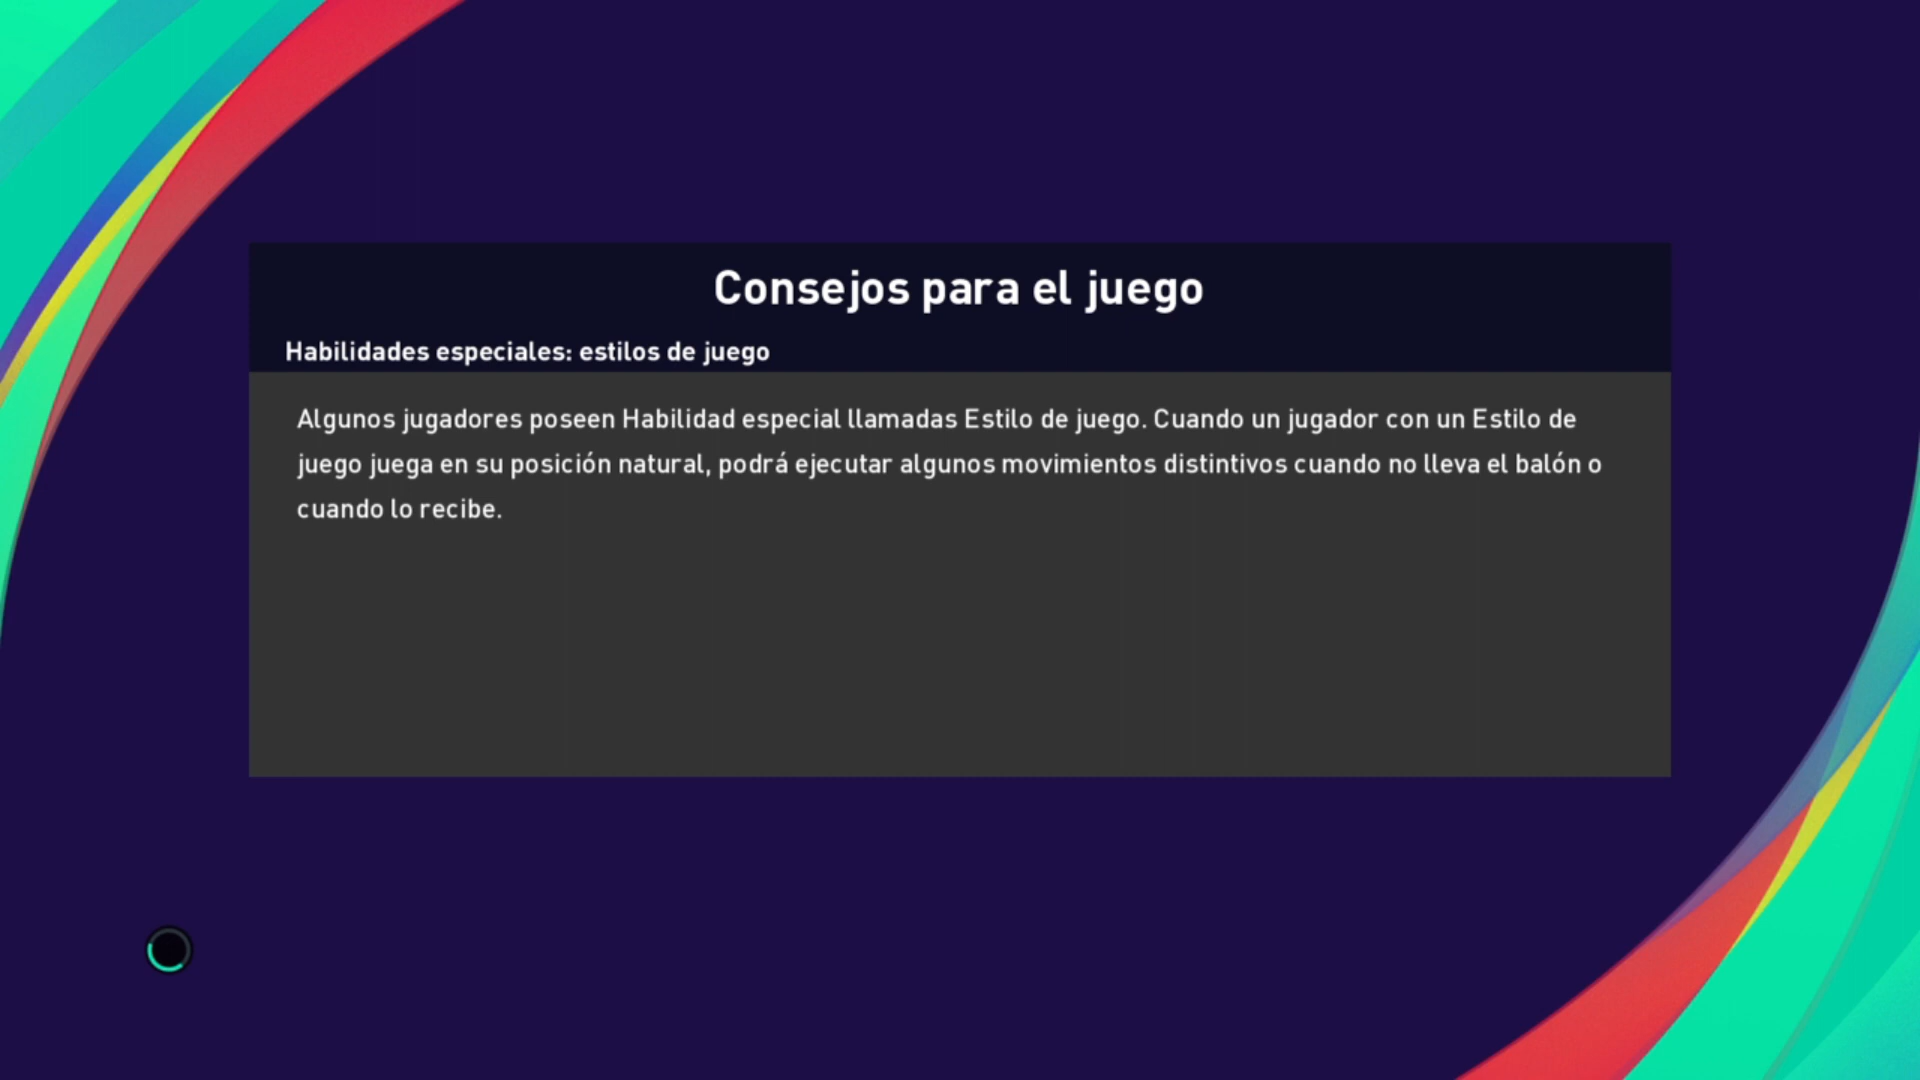 Consejos para el juego
Habilidades especiales: estilos de juego
Algunos jugadores poseen Habilidad especial llamadas Estilo de juego. Cuando un jugador con un Estilo de
juego juega en su posición natural, podrá ejecutar algunos movimientos distintivos cuando no lleva el balón o
cuando lo recibe.